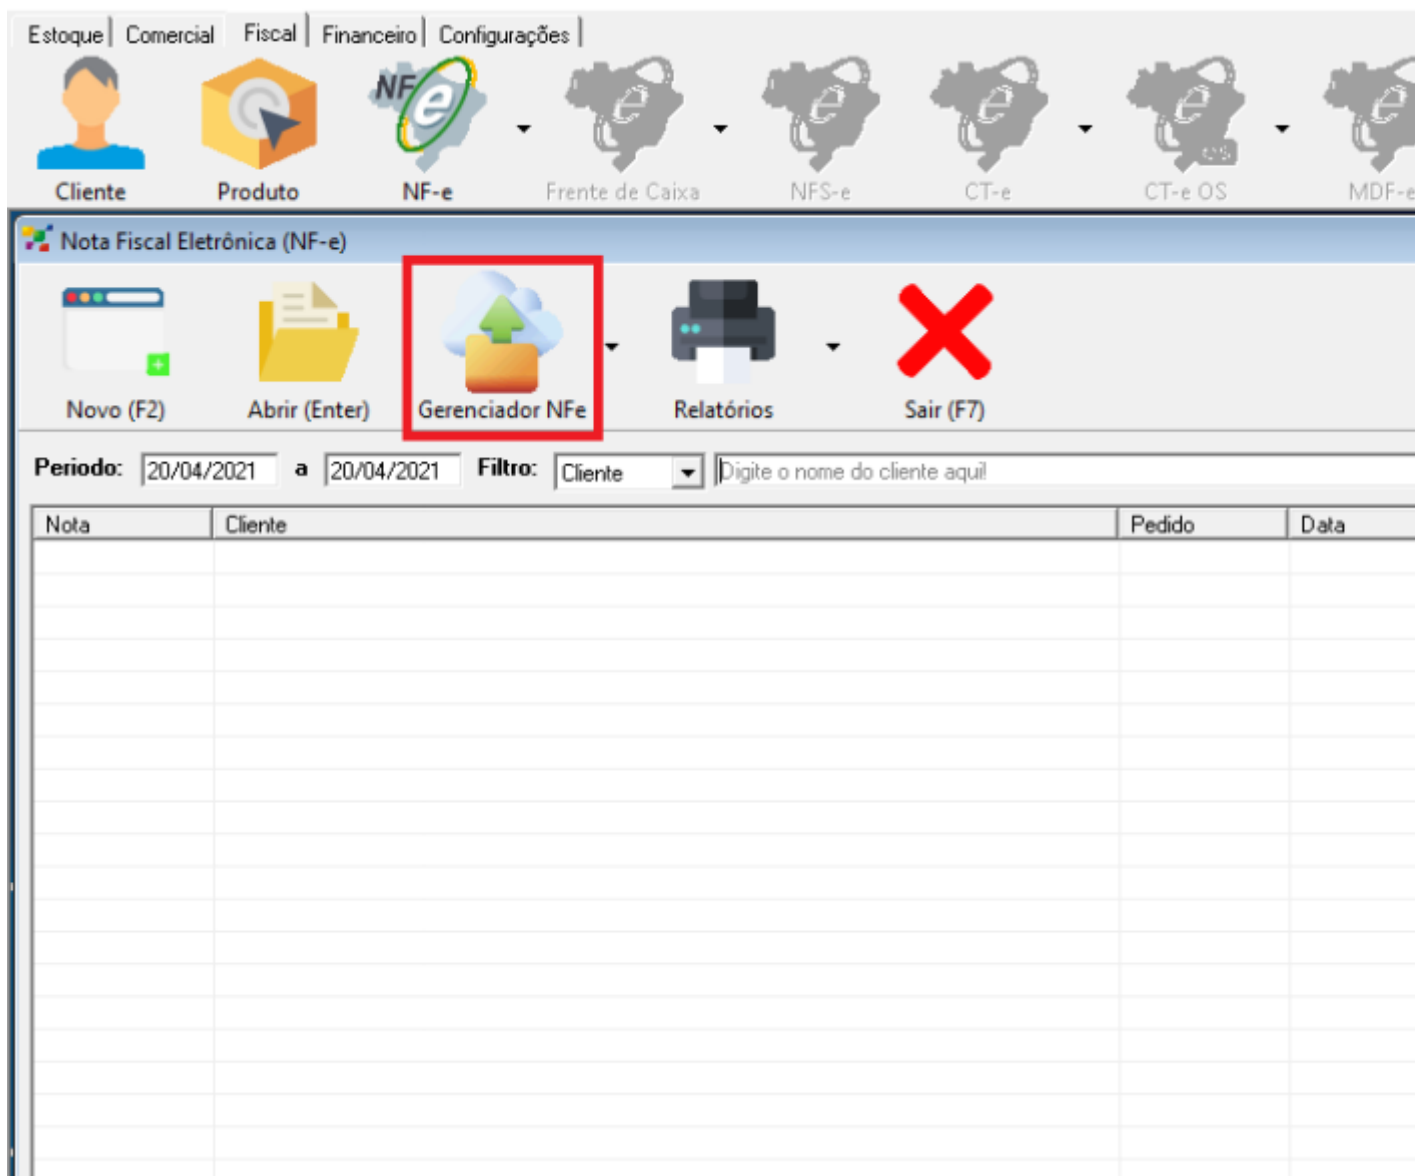 Estoque Comercial Fiscal Financeiro Configurações
NF e e e e e e
Cliente Produto NF-e Frente de Caixa NFS-e CT-e CT-e OS MDF-e
Nota Fiscal Eletrônica (NF-e)
Novo (F2) Abrir (Enter) Gerenciador NFe Relatórios Sair (F7)
Periodo: 20/04/2021 a 20/04/2021 Filtro: Cliente Digite o nome do cliente aqui!
Nota Cliente Pedido Data